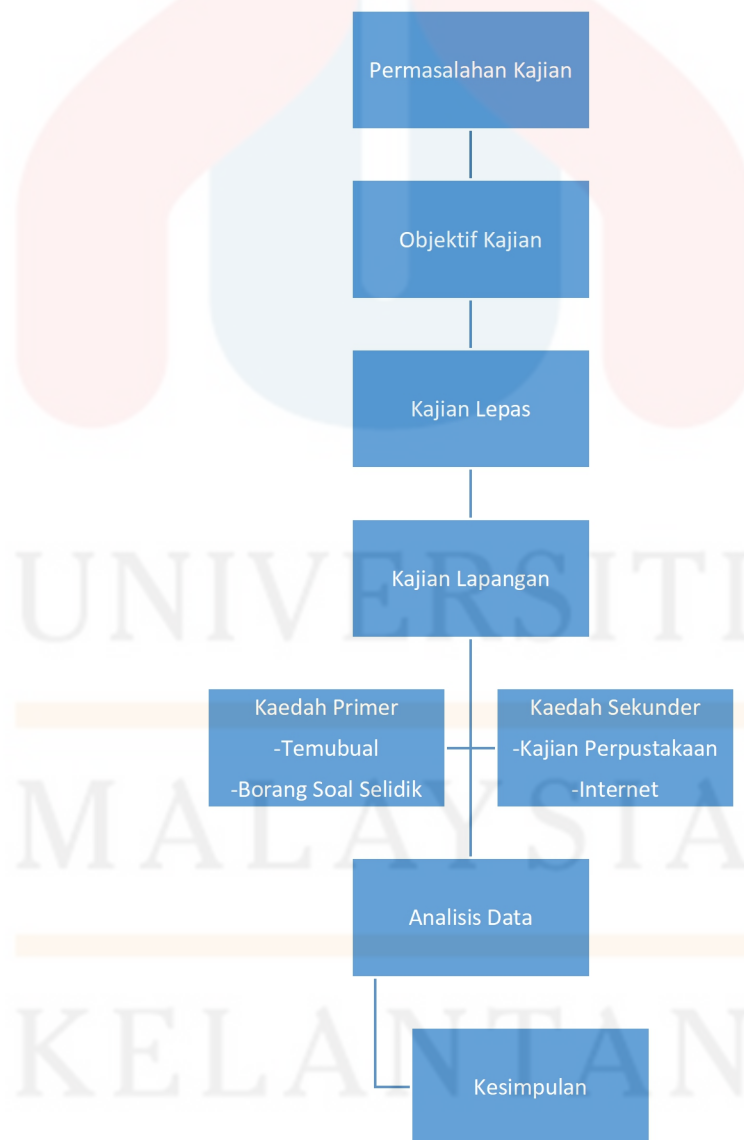 Permasalahan Kajian
Objektif Kajian
Kajian Lepas
Kajian Lapangan
Kaedah Primer
-Temubual
-Borang Soal Selidik
Kaedah Sekunder
-Kajian Perpustakaan
-Internet
Analisis Data
Kesimpulan
UNIVERSITI
MALAYSIA
KELANTAN